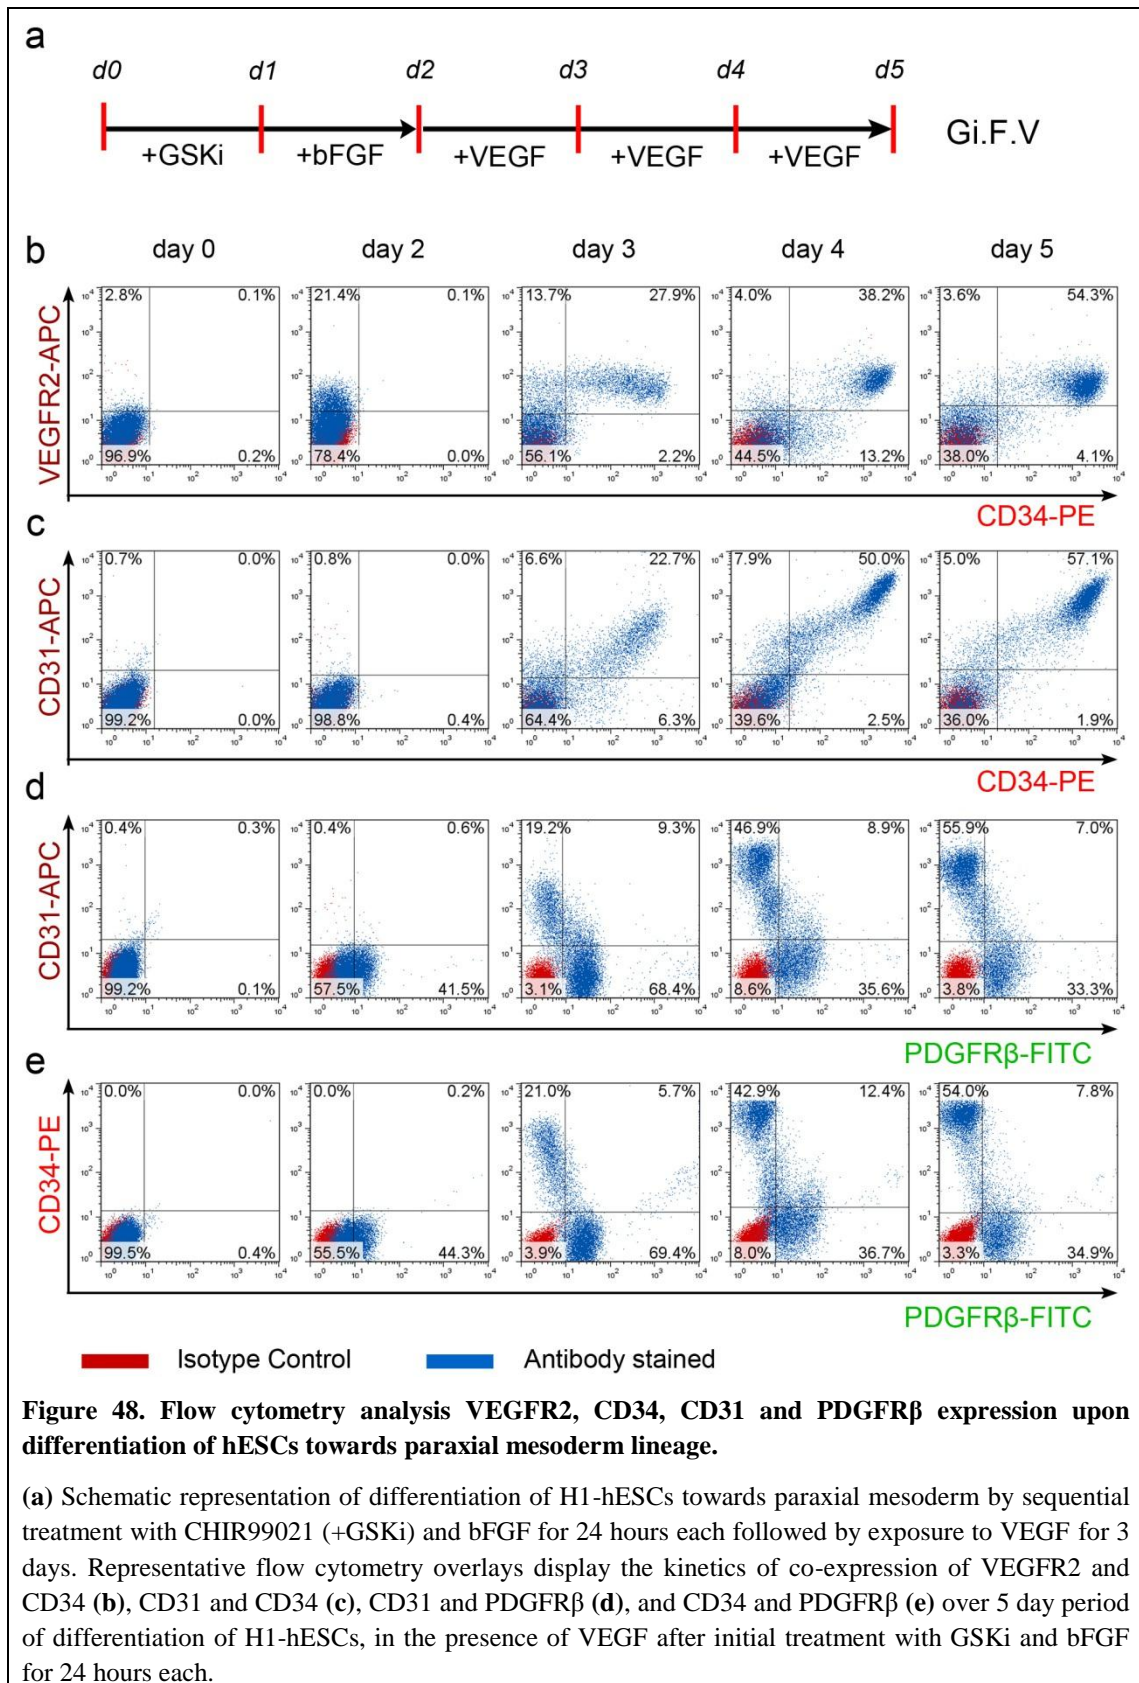 a
d0 d1 d2 d3 d4 d5
+GSKi +bFGF +VEGF +VEGF +VEGF
Gi.F.V
b
day 0 day 2 day 3 day 4 day 5
VEGFR2-APC
2.8% 0.1% 21.4% 0.1% 13.7% 27.9% 4.0% 38.2% 3.6% 54.3%
96.9% 0.2% 78.4% 0.0% 56.1% 2.2% 44.5% 13.2% 38.0% 4.1%
CD34-PE
c
CD31-APC
0.7% 0.0% 0.8% 0.0% 6.6% 22.7% 7.9% 50.0% 5.0% 57.1%
99.2% 0.0% 98.8% 0.4% 64.4% 6.3% 39.6% 2.5% 36.0% 1.9%
CD34-PE
d
CD31-APC
0.4% 0.3% 0.4% 0.6% 19.2% 9.3% 46.9% 8.9% 55.9% 7.0%
99.2% 0.1% 57.5% 41.5% 3.1% 68.4% 8.6% 35.6% 3.8% 33.3%
PDGFRβ-FITC
e
CD34-PE
0.0% 0.0% 0.0% 0.2% 21.0% 5.7% 42.9% 12.4% 54.0% 7.8%
99.5% 0.4% 55.5% 44.3% 3.9% 69.4% 8.0% 36.7% 3.3% 34.9%
PDGFRβ-FITC
Isotype Control Antibody stained
Figure 48. Flow cytometry analysis VEGFR2, CD34, CD31 and PDGFRβ expression upon
differentiation of hESCs towards paraxial mesoderm lineage.
(a) Schematic representation of differentiation of H1-hESCs towards paraxial mesoderm by sequential
treatment with CHIR99021 (+GSKi) and bFGF for 24 hours each followed by exposure to VEGF for 3
days. Representative flow cytometry overlays display the kinetics of co-expression of VEGFR2 and
CD34 (b), CD31 and CD34 (c), CD31 and PDGFRβ (d), and CD34 and PDGFRβ (e) over 5 day period
of differentiation of H1-hESCs, in the presence of VEGF after initial treatment with GSKi and bFGF
for 24 hours each.